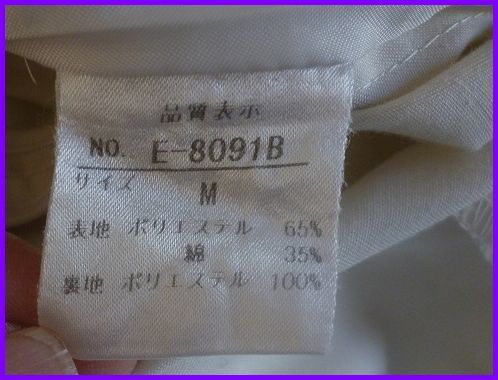 品質表示
NO. E-8091B
サイズ M
表地 ポリエステル 65%
綿 35%
裏地 ポリエステル 100%